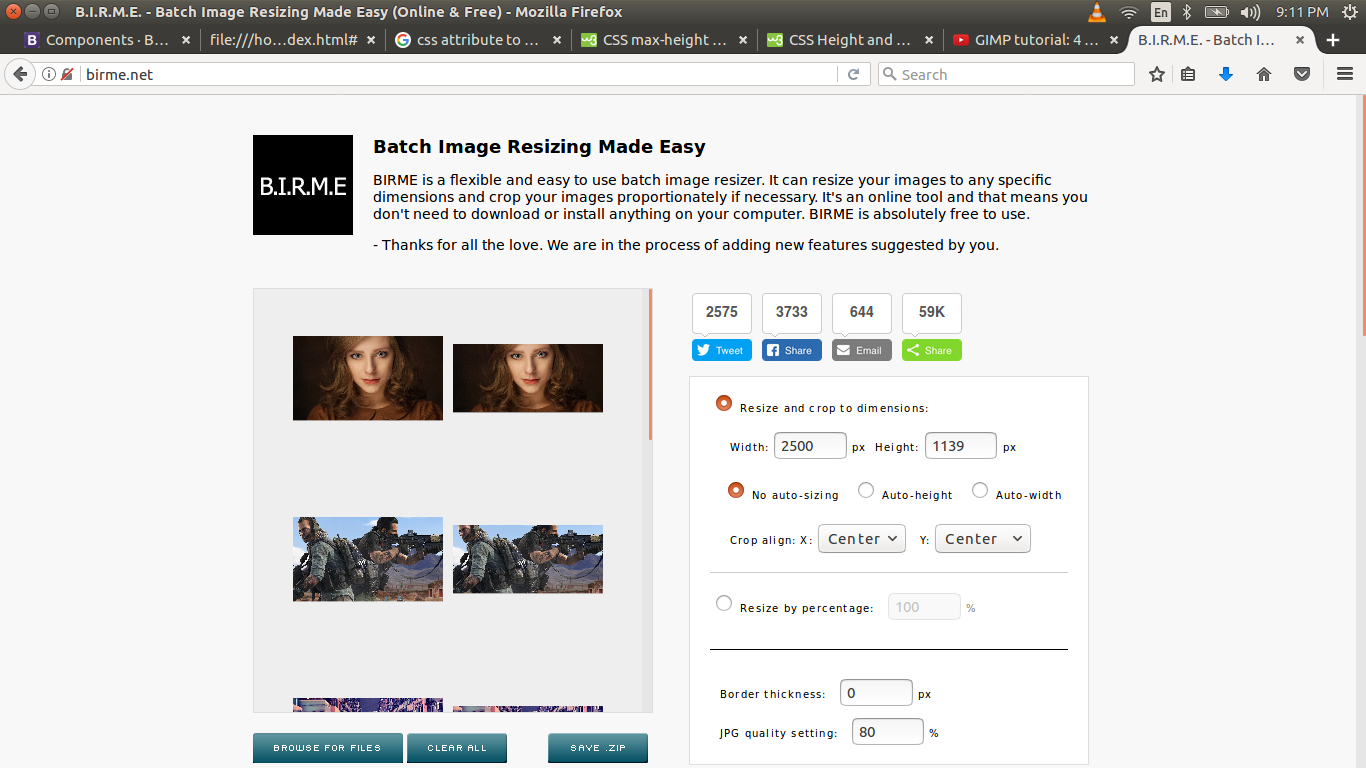 B.I.R.M.E. - Batch Image Resizing Made Easy (Online & Free) - Mozilla Firefox
En
9:11 PM
B Components · B…
file:///ho…dex.html#
css attribute to …
CSS max-height …
CSS Height and …
GIMP tutorial: 4 …
B.I.R.M.E. - Batch I…
birme.net
Search
B.I.R.M.E
Batch Image Resizing Made Easy
BIRME is a flexible and easy to use batch image resizer. It can resize your images to any specific
dimensions and crop your images proportionately if necessary. It's an online tool and that means you
don't need to download or install anything on your computer. BIRME is absolutely free to use.
- Thanks for all the love. We are in the process of adding new features suggested by you.
2575 3733 644 59K
Tweet Share Email Share
Resize and crop to dimensions:
Width: 2500 px Height: 1139 px
No auto-sizing Auto-height Auto-width
Crop align: X: Center Y: Center
Resize by percentage: 100 %
Border thickness: 0 px
JPG quality setting: 80 %
BROWSE FOR FILES CLEAR ALL SAVE .ZIP